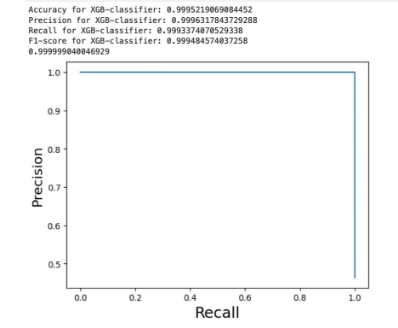 Accuracy for XGB-classifier: 0.9995219069084452
Precision for XGB-classifier: 0.99963178437​29288
Recall for XGB-classifier: 0.9993374070529338
F1-score for XGB-classifier: 0.999484574037258
0.999999040046929
1.0
0.9
0.8
0.7
0.6
0.5
Precision
0.0 0.2 0.4 0.6 0.8 1.0
Recall